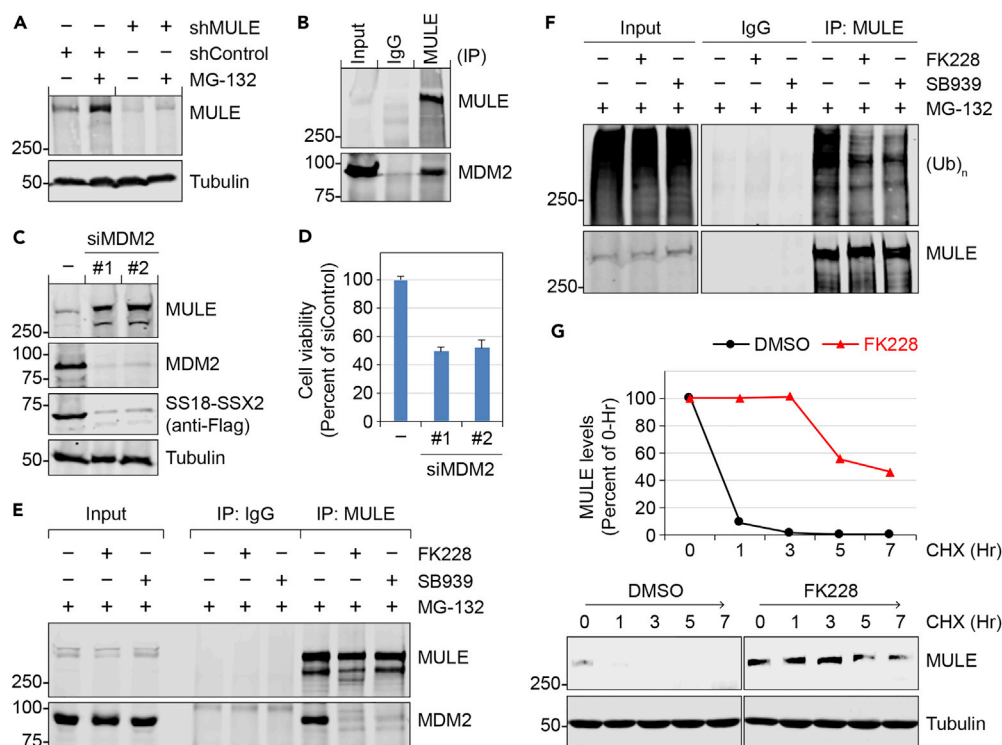 A
– – + + shMULE
+ + – – shControl
– + – + MG-132
MULE
250
50
Tubulin
B
Input
IgG
MULE
(IP)
MULE
250
100
75
MDM2
C
siMDM2
– #1 #2
MULE
250
100
75
MDM2
100
75
SS18-SSX2
(anti-Flag)
50
Tubulin
D
Cell viability
(Percent of siControl)
100
80
60
40
20
0
– #1 #2
siMDM2
E
Input IP: IgG IP: MULE
– + – – + – – + – FK228
– – + – – + – – + SB939
+ + + + + + + + + MG-132
MULE
250
100
75
MDM2
F
Input IgG IP: MULE
– + – – + – – + – FK228
– – + – – + – – + SB939
+ + + + + + + + + MG-132
250
(Ub)n
250
MULE
G
DMSO FK228
MULE levels
(Percent of 0-Hr)
100
80
60
40
20
0
0 1 3 5 7 CHX (Hr)
DMSO FK228
0 1 3 5 7 0 1 3 5 7 CHX (Hr)
MULE
250
50
Tubulin